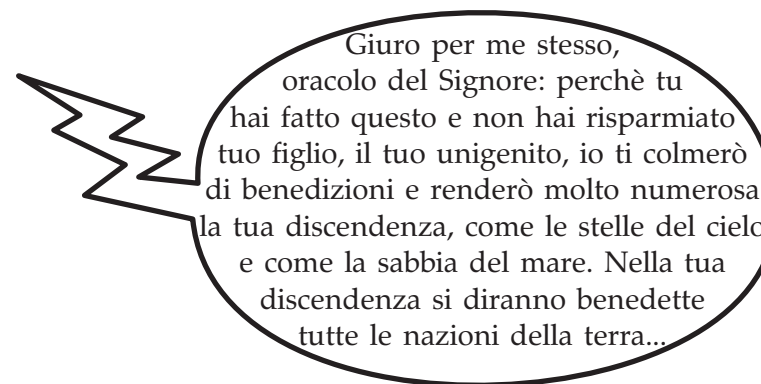 Giuro per me stesso,
oracolo del Signore: perchè tu
hai fatto questo e non hai risparmiato
tuo figlio, il tuo unigenito, io ti colmerò
di benedizioni e renderò molto numerosa
la tua discendenza, come le stelle del cielo
e come la sabbia del mare. Nella tua
discendenza si diranno benedette
tutte le nazioni della terra...